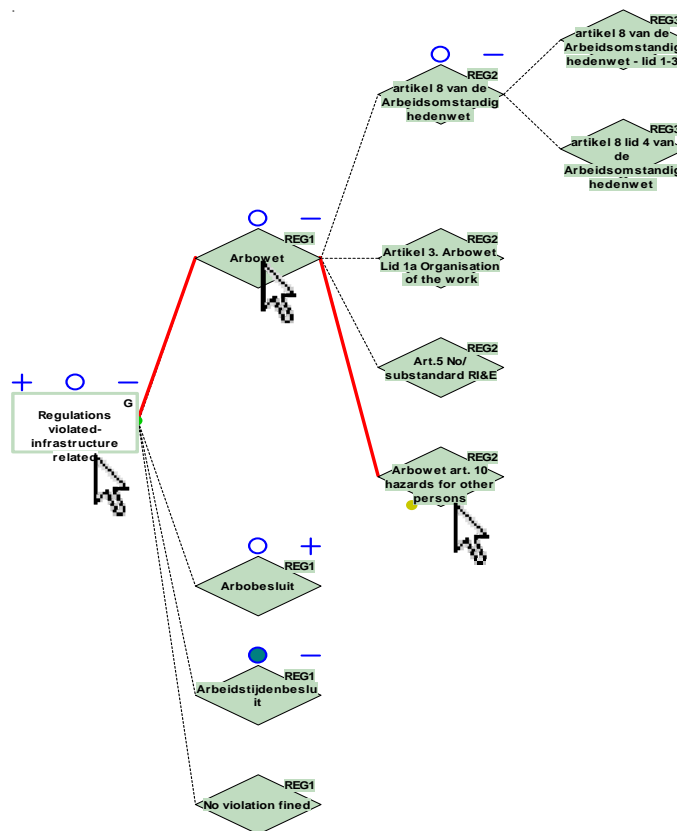 REG3
artikel 8 van de
Arbeidsomstandig
hedenwet - lid 1-3
REG2
artikel 8 van de
Arbeidsomstandig
hedenwet
REG3
artikel 8 lid 4 van
de
Arbeidsomstandig
hedenwet
REG1
Arbowet
REG2
Artikel 3. Arbowet
Lid 1a Organisation
of the work
REG2
Art.5 No/
substandard RI&E
G
Regulations
violated-
infrastructure
related
REG2
Arbowet art. 10
hazards for other
persons
REG1
Arbobesluit
REG1
Arbeidstijdenbeslu
it
REG1
No violation fined